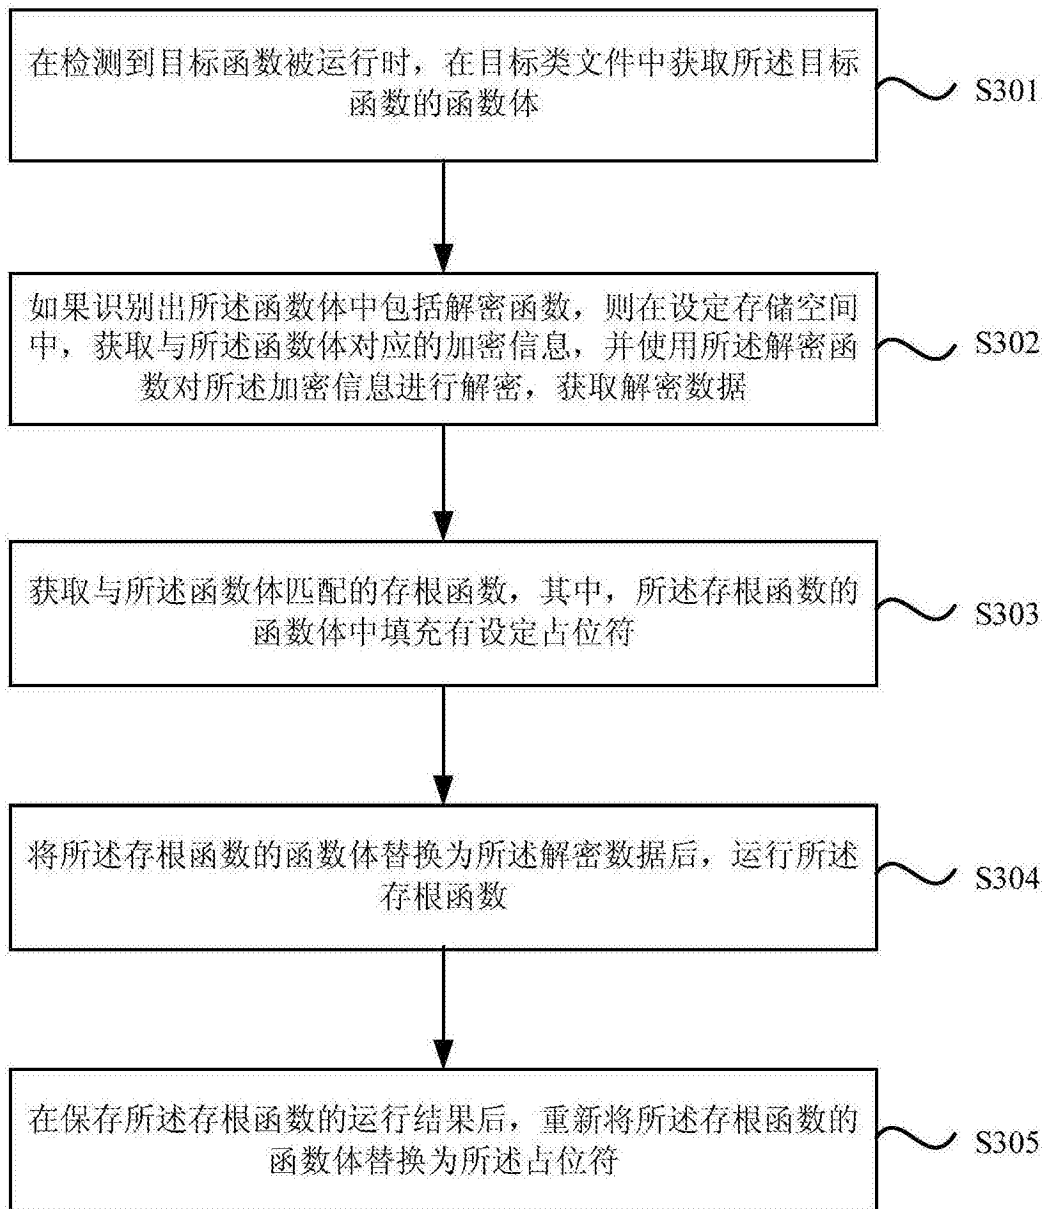 在检测到目标函数被运行时，在目标类文件中获取所述目标
函数的函数体
S301
如果识别出所述函数体中包括解密函数，则在设定存储空间
中，获取与所述函数体对应的加密信息，并使用所述解密函
数对所述加密信息进行解密，获取解密数据
S302
获取与所述函数体匹配的存根函数，其中，所述存根函数的
函数体中填充有设定占位符
S303
将所述存根函数的函数体替换为所述解密数据后，运行所述
存根函数
S304
在保存所述存根函数的运行结果后，重新将所述存根函数的
函数体替换为所述占位符
S305